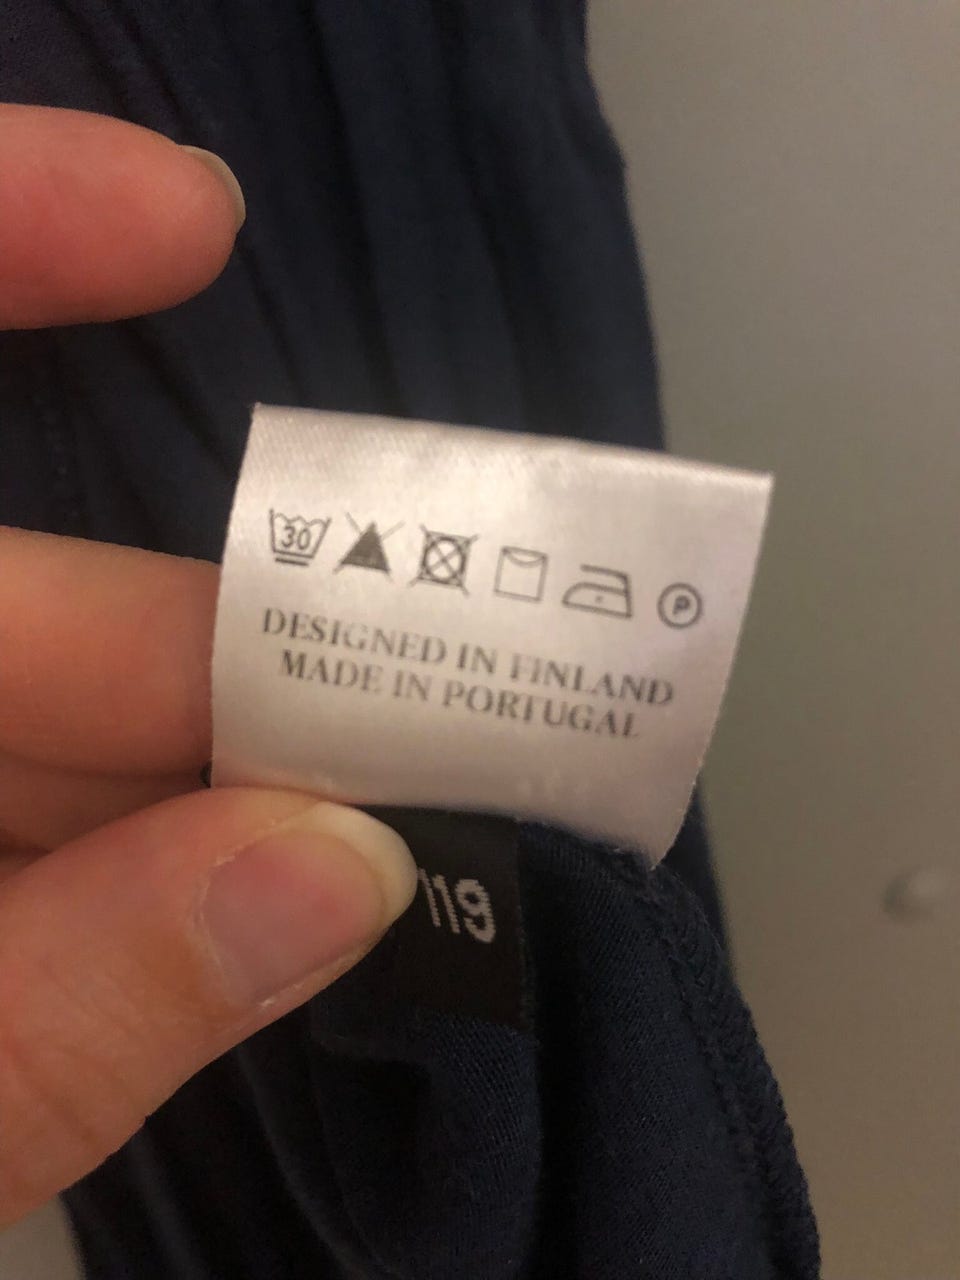 30
P
DESIGNED IN FINLAND
MADE IN PORTUGAL
119